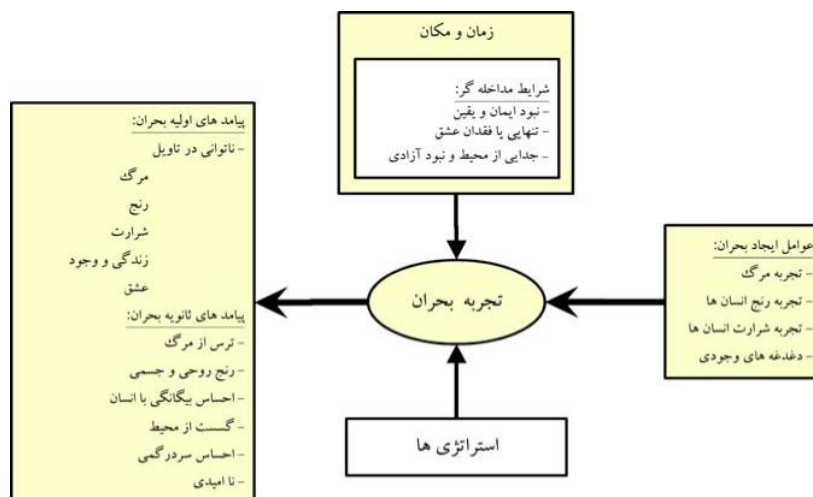 زمان و مکان
شرایط مداخله گر:
- نبود ایمان و یقین
- تنهایی یا فقدان عشق
- جدایی از محیط و نبود آزادی
عوامل ایجاد بحران:
- تجربه مرگ
- تجربه رنج انسان ها
- تجربه شرارت انسان ها
- دغدغه های وجودی
تجربه بحران
استراتژی ها
پیامد های اولیه بحران:
- ناتوانی در تاویل
مرگ
رنج
شرارت
زندگی و وجود
عشق
پیامد های ثانویه بحران:
- ترس از مرگ
- رنج روحی و جسمی
- احساس بیگانگی با انسان
- گسست از محیط
- احساس سردرگمی
- نا امیدی